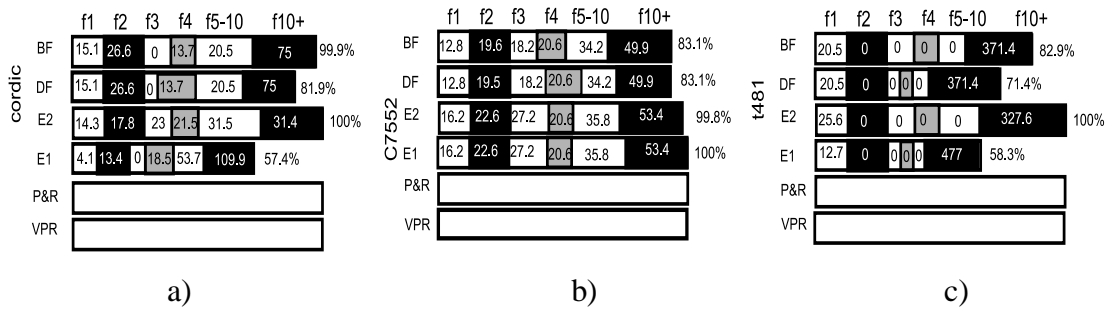 f1 f2 f3 f4 f5-10 f10+
cordic
BF 15.1 26.6 0 13.7 20.5 75 99.9%
DF 15.1 26.6 0 13.7 20.5 75 81.9%
E2 14.3 17.8 23 21.5 31.5 31.4 100%
E1 4.1 13.4 0 18.5 53.7 109.9 57.4%
P&R
VPR
a)
f1 f2 f3 f4 f5-10 f10+
C7552
BF 12.8 19.6 18.2 20.6 34.2 49.9 83.1%
DF 12.8 19.5 18.2 20.6 34.2 49.9 83.1%
E2 16.2 22.6 27.2 20.6 35.8 53.4 99.8%
E1 16.2 22.6 27.2 20.6 35.8 53.4 100%
P&R
VPR
b)
f1 f2 f3 f4 f5-10 f10+
t481
BF 20.5 0 0 0 0 371.4 82.9%
DF 20.5 0 0 0 0 371.4 71.4%
E2 25.6 0 0 0 0 327.6 100%
E1 12.7 0 0 0 0 477 58.3%
P&R
VPR
c)